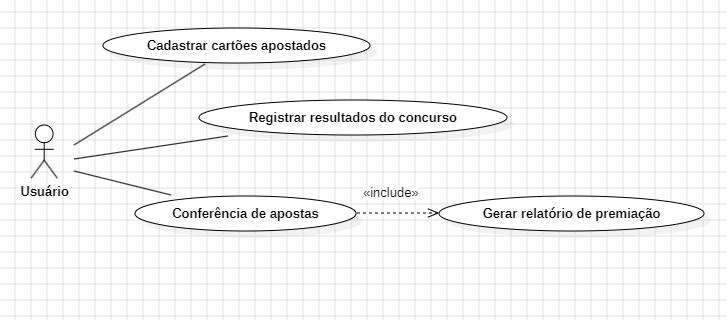 Cadastrar cartões apostados
Registrar resultados do concurso
Usuário
«include»
Conferência de apostas
Gerar relatório de premiação